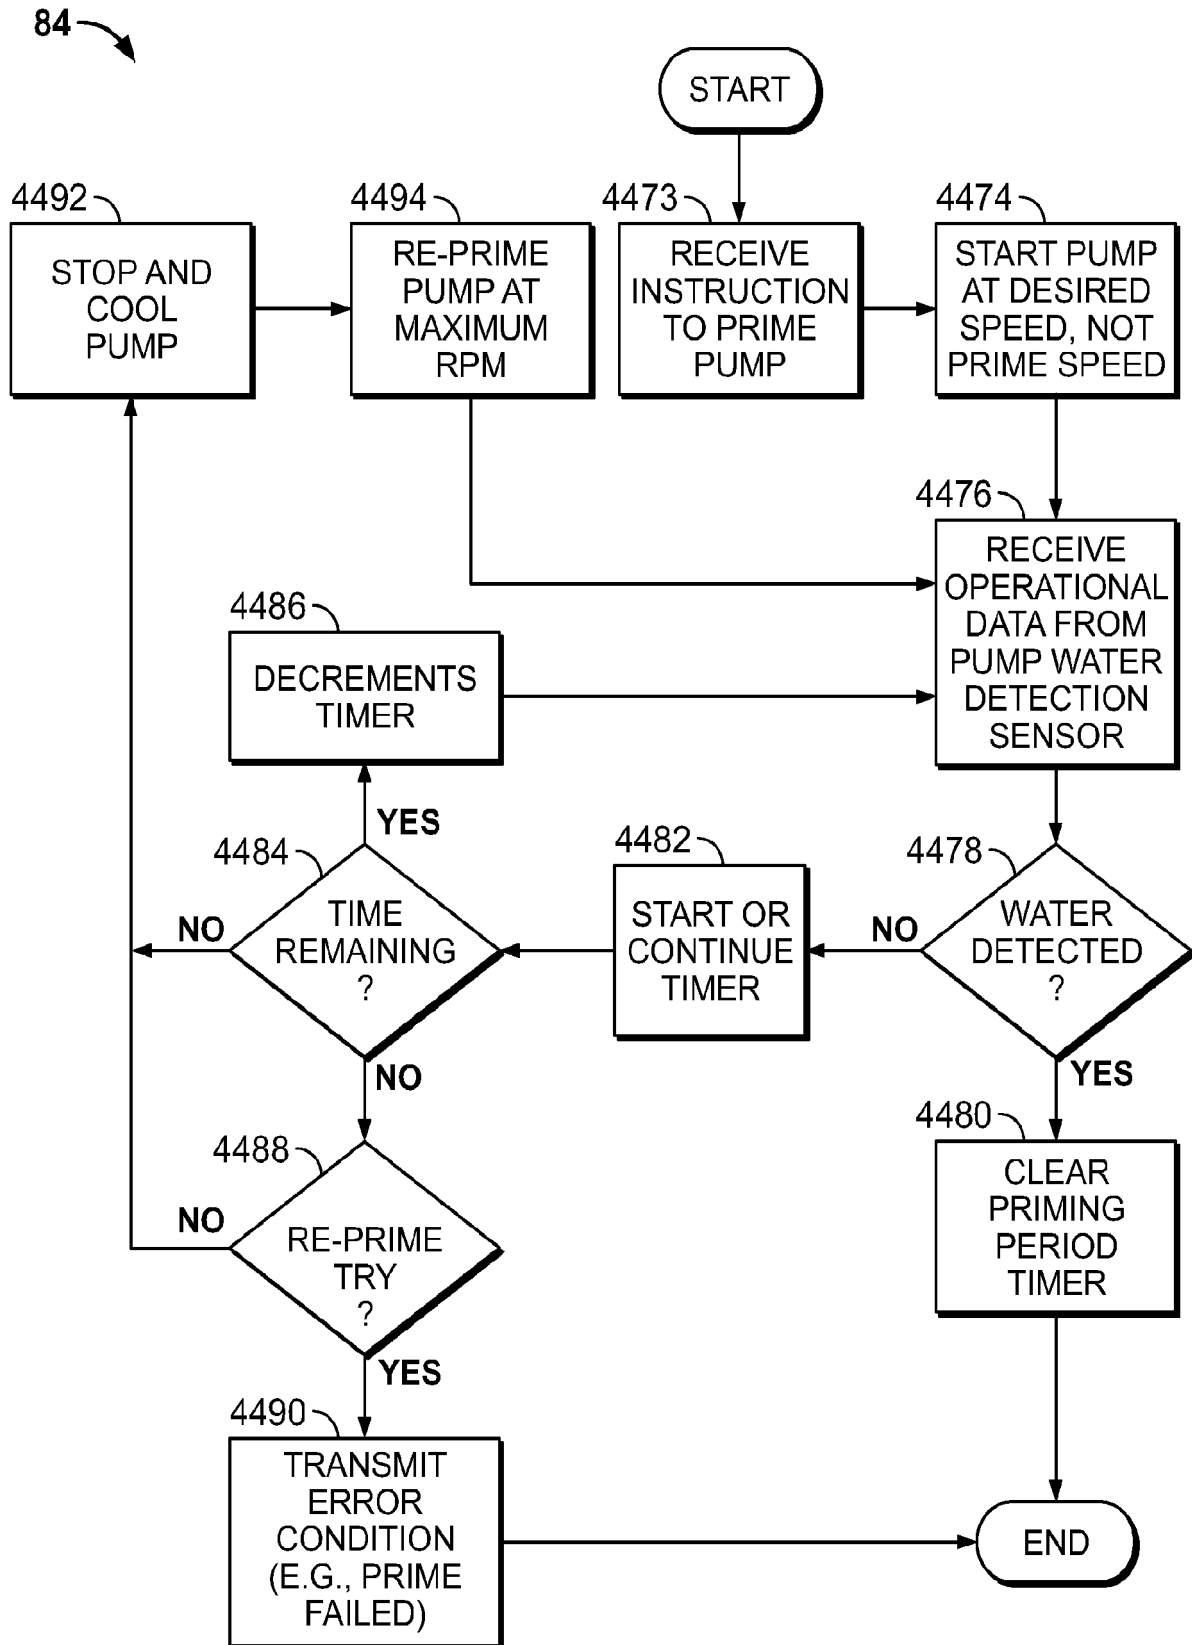 84
START
4492
STOP AND
COOL
PUMP
4494
RE-PRIME
PUMP AT
MAXIMUM
RPM
4473
RECEIVE
INSTRUCTION
TO PRIME
PUMP
4474
START PUMP
AT DESIRED
SPEED, NOT
PRIME SPEED
4476
RECEIVE
OPERATIONAL
DATA FROM
PUMP WATER
DETECTION
SENSOR
4486
DECREMENTS
TIMER
YES
4484
TIME
REMAINING
?
NO
NO
4482
START OR
CONTINUE
TIMER
4478
WATER
DETECTED
?
NO
YES
4488
RE-PRIME
TRY
?
NO
YES
4480
CLEAR
PRIMING
PERIOD
TIMER
4490
TRANSMIT
ERROR
CONDITION
(E.G., PRIME
FAILED)
END